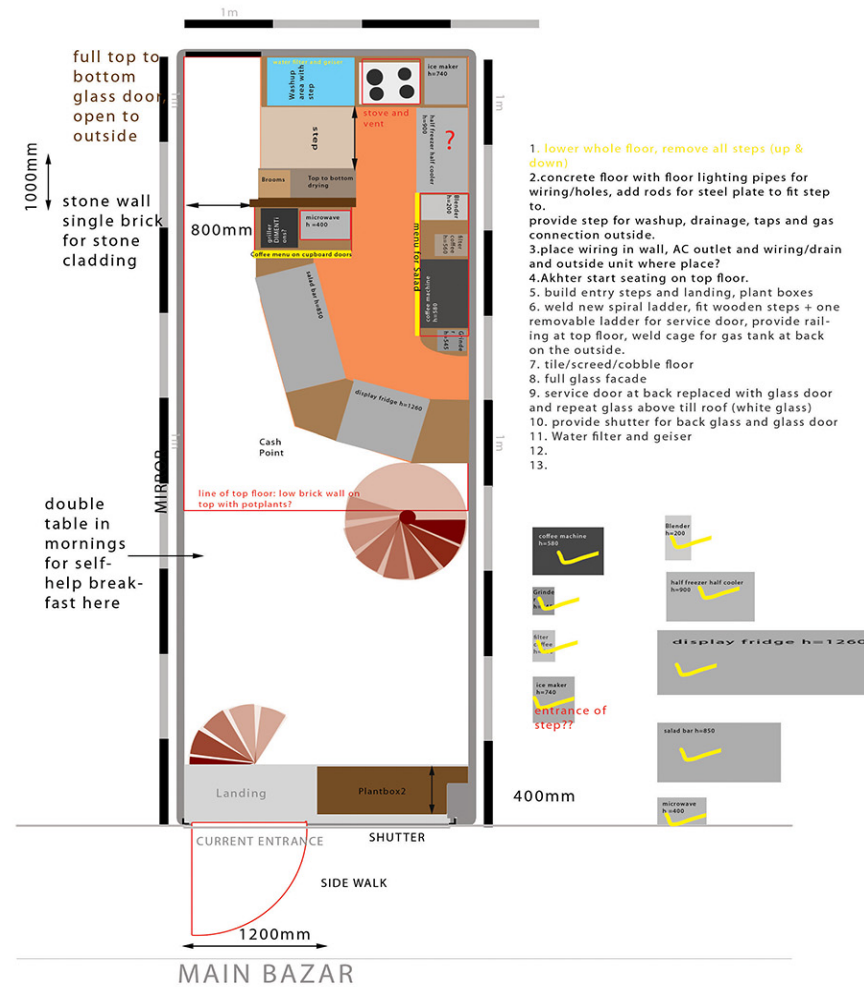 1m
full top to
bottom
glass door,
open to
outside
1000mm
stone wall
single brick
for stone
cladding
800mm
water filter and geiser
Washup
area with
step
ice maker
h=740
stove and
vent
step
half freezer half cooler
h=900
?
Brooms
Top to bottom
drying
griller
DIMENTI
ons?
microwave
h =400
Coffee menu on cupboard doors
Blender
h=200
filter
coffee
h=560
menu for Salad
coffee machine
h=580
Grinde
h=545
salad bar h=850
display fridge h=1260
Cash
Point
1m
1m
MIRROR
line of top floor: low brick wall on
top with potplants?
double
table in
mornings
for self-
help break-
fast here
Landing
Plantbox2
400mm
CURRENT ENTRANCE
SHUTTER
SIDE WALK
1200mm
MAIN BAZAR
1. lower whole floor, remove all steps (up &
down)
2.concrete floor with floor lighting pipes for
wiring/holes, add rods for steel plate to fit step
to.
provide step for washup, drainage, taps and gas
connection outside.
3.place wiring in wall, AC outlet and wiring/drain
and outside unit where place?
4.Akhter start seating on top floor.
5. build entry steps and landing, plant boxes
6. weld new spiral ladder, fit wooden steps + one
removable ladder for service door, provide rail-
ing at top floor, weld cage for gas tank at back
on the outside.
7. tile/screed/cobble floor
8. full glass facade
9. service door at back replaced with glass door
and repeat glass above till roof (white glass)
10. provide shutter for back glass and glass door
11. Water filter and geiser
12.
13.
coffee machine
h=580
Blender
h=200
Grinde
half freezer half cooler
h=900
filter
coffee
display fridge h=1260
ice maker
h=740
entrance of
step??
salad bar h=850
microwave
h=400